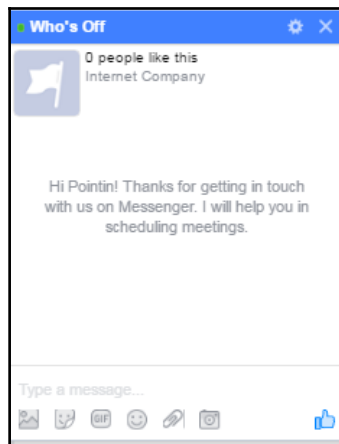 Who's Off
0 people like this
Internet Company
Hi Pointin! Thanks for getting in touch
with us on Messenger. I will help you in
scheduling meetings.
Type a message...
GIF